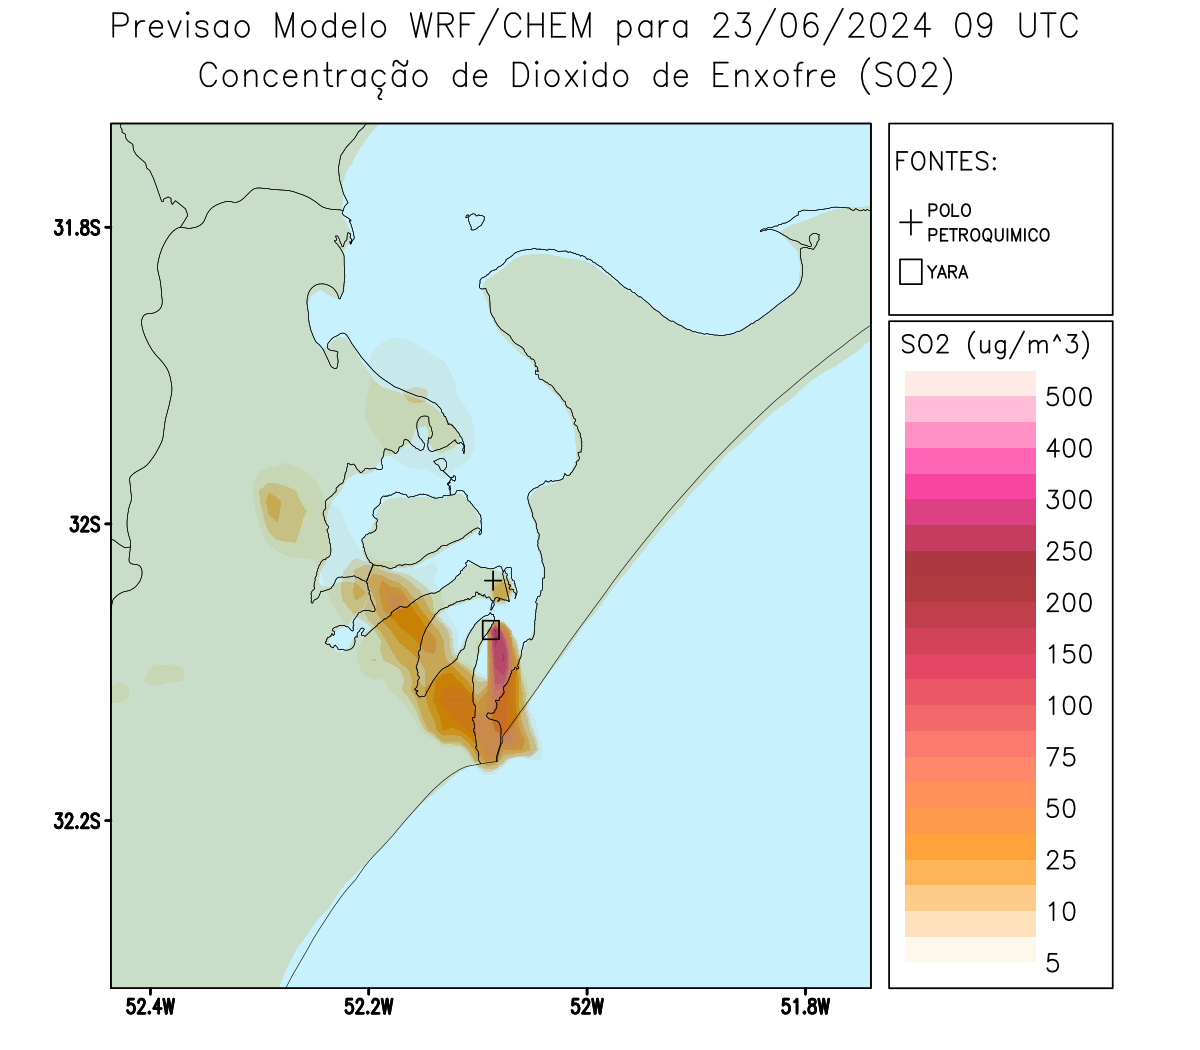 Previsao Modelo WRF/CHEM para 23/06/2024 09 UTC
Concentração de Dioxido de Enxofre (SO2)
FONTES:
POLO
PETROQUIMICO
YARA
SO2 (ug/m^3)
500
400
300
250
200
150
100
75
50
25
10
5
31.8S
32S
32.2S
52.4W
52.2W
52W
51.8W